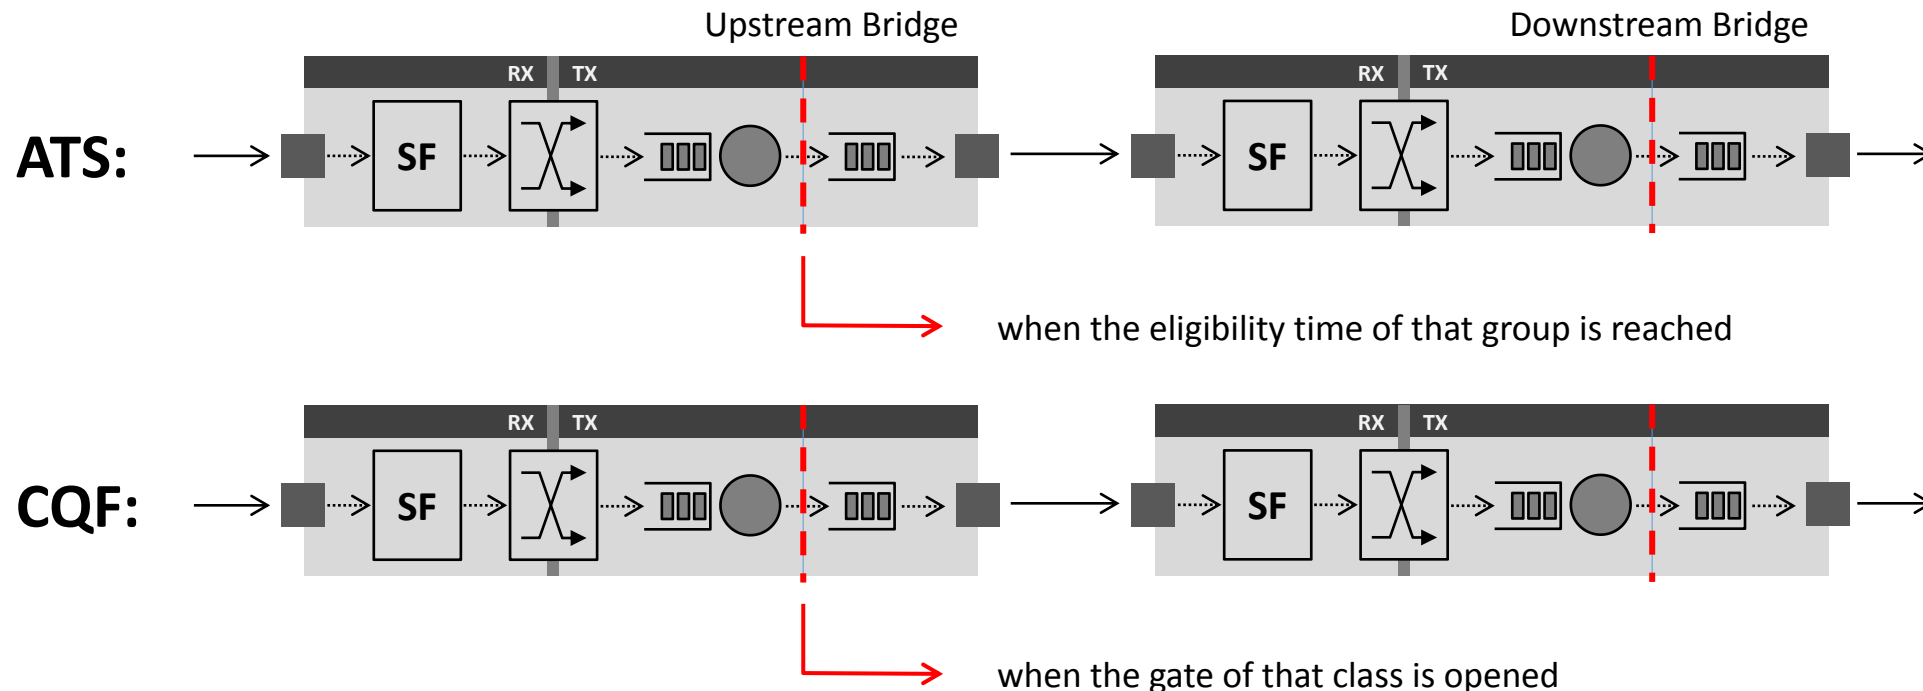 Upstream Bridge
Downstream Bridge
RX TX
RX TX
ATS:
SF
SF
when the eligibility time of that group is reached
RX TX
RX TX
CQF:
SF
SF
when the gate of that class is opened